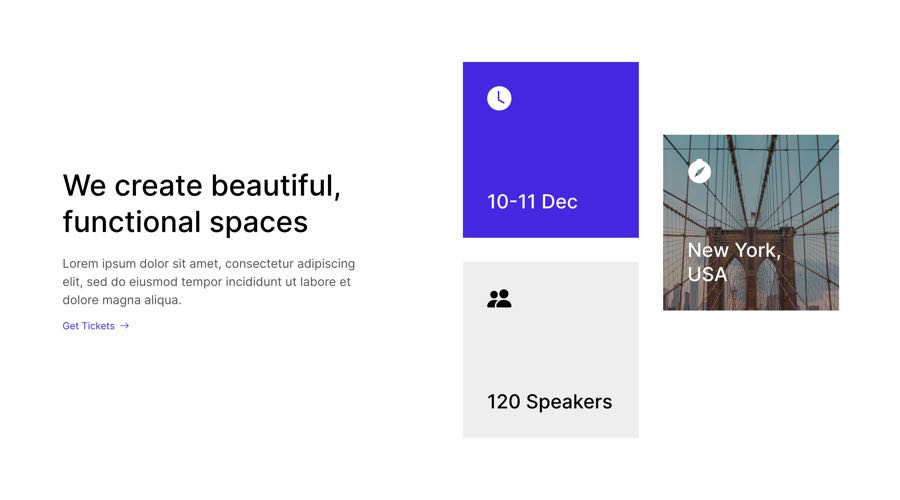 We create beautiful,
functional spaces
Lorem ipsum dolor sit amet, consectetur adipiscing
elit, sed do eiusmod tempor incididunt ut labore et
dolore magna aliqua.
Get Tickets →
10-11 Dec
120 Speakers
New York,
USA